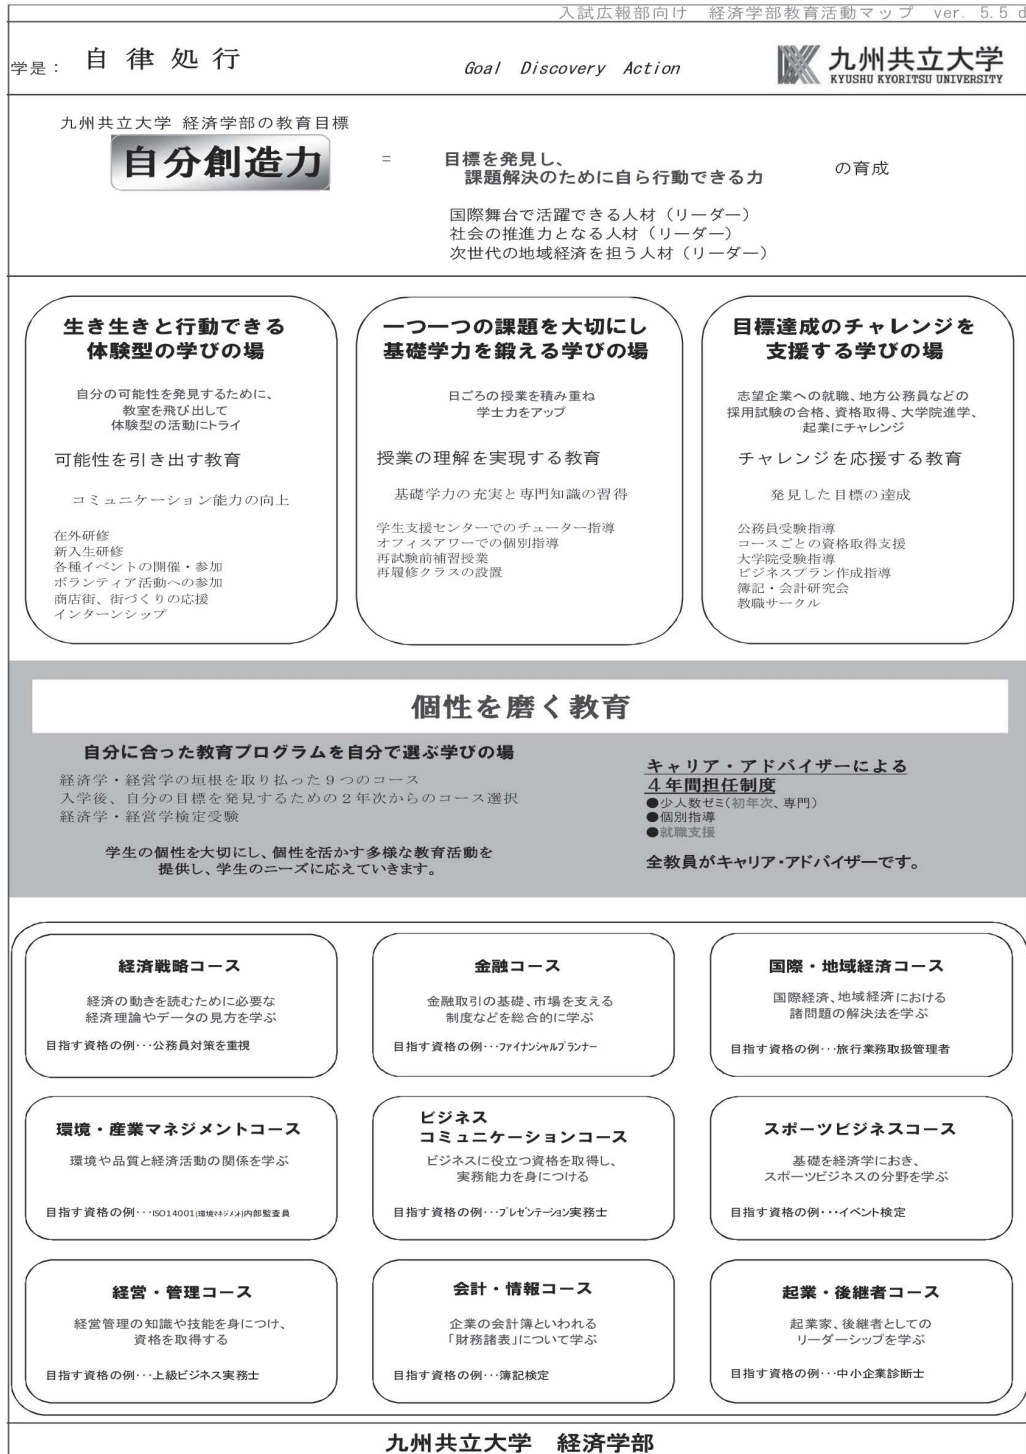 入試広報部向け 経済学部教育活動マップ ver. 5.5 d
学是： 自律処行
Goal Discovery Action
九州共立大学
KYUSHU KYORITSU UNIVERSITY
九州共立大学 経済学部の教育目標
自分創造力
=
目標を発見し、
課題解決のために自ら行動できる力
の育成
国際舞台で活躍できる人材（リーダー）
社会の推進力となる人材（リーダー）
次世代の地域経済を担う人材（リーダー）
生き生きと行動できる
体験型の学びの場
自分の可能性を発見するために、
教室を飛び出して
体験型の活動にトライ
可能性を引き出す教育
コミュニケーション能力の向上
在外研修
新入生研修
各種イベントの開催・参加
ボランティア活動への参加
商店街、街づくりの応援
インターンシップ
一つ一つの課題を大切にし
基礎学力を鍛える学びの場
日ごろの授業を積み重ね
学士力をアップ
授業の理解を実現する教育
基礎学力の充実と専門知識の習得
学生支援センターでのチューター指導
オフィスアワーでの個別指導
再試験前補習授業
再履修クラスの設置
目標達成のチャレンジを
支援する学びの場
志望企業への就職、地方公務員などの
採用試験の合格、資格取得、大学院進学、
起業にチャレンジ
チャレンジを応援する教育
発見した目標の達成
公務員受験指導
コースごとの資格取得支援
大学院受験指導
ビジネスプラン作成指導
簿記・会計研究会
教職サークル
個性を磨く教育
自分に合った教育プログラムを自分で選ぶ学びの場
経済学・経営学の垣根を取り払った９つのコース
入学後、自分の目標を発見するための２年次からのコース選択
経済学・経営学検定受験
学生の個性を大切にし、個性を活かす多様な教育活動を
提供し、学生のニーズに応えていきます。
キャリア・アドバイザーによる
４年間担任制度
●少人数ゼミ（初年次、専門）
●個別指導
●就職支援
全教員がキャリア・アドバイザーです。
経済戦略コース
経済の動きを読むために必要な
経済理論やデータの見方を学ぶ
目指す資格の例･･･公務員対策を重視
金融コース
金融取引の基礎、市場を支える
制度などを総合的に学ぶ
目指す資格の例･･･ﾌｧｲﾅﾝｼｬﾙﾌﾟﾗﾝﾅｰ
国際・地域経済コース
国際経済、地域経済における
諸問題の解決法を学ぶ
目指す資格の例･･･旅行業務取扱管理者
環境・産業マネジメントコース
環境や品質と経済活動の関係を学ぶ
目指す資格の例･･･ISO14001(環境ﾏﾈｼﾞﾒﾝﾄ)内部監査員
ビジネス
コミュニケーションコース
ビジネスに役立つ資格を取得し、
実務能力を身につける
目指す資格の例･･･ﾌﾟﾚｾﾞﾝﾃｰｼｮﾝ実務士
スポーツビジネスコース
基礎を経済学におき、
スポーツビジネスの分野を学ぶ
目指す資格の例･･･イベント検定
経営・管理コース
経営管理の知識や技能を身につけ、
資格を取得する
目指す資格の例･･･上級ビジネス実務士
会計・情報コース
企業の会計簿といわれる
「財務諸表」について学ぶ
目指す資格の例･･･簿記検定
起業・後継者コース
起業家、後継者としての
リーダーシップを学ぶ
目指す資格の例･･･中小企業診断士
九州共立大学 経済学部